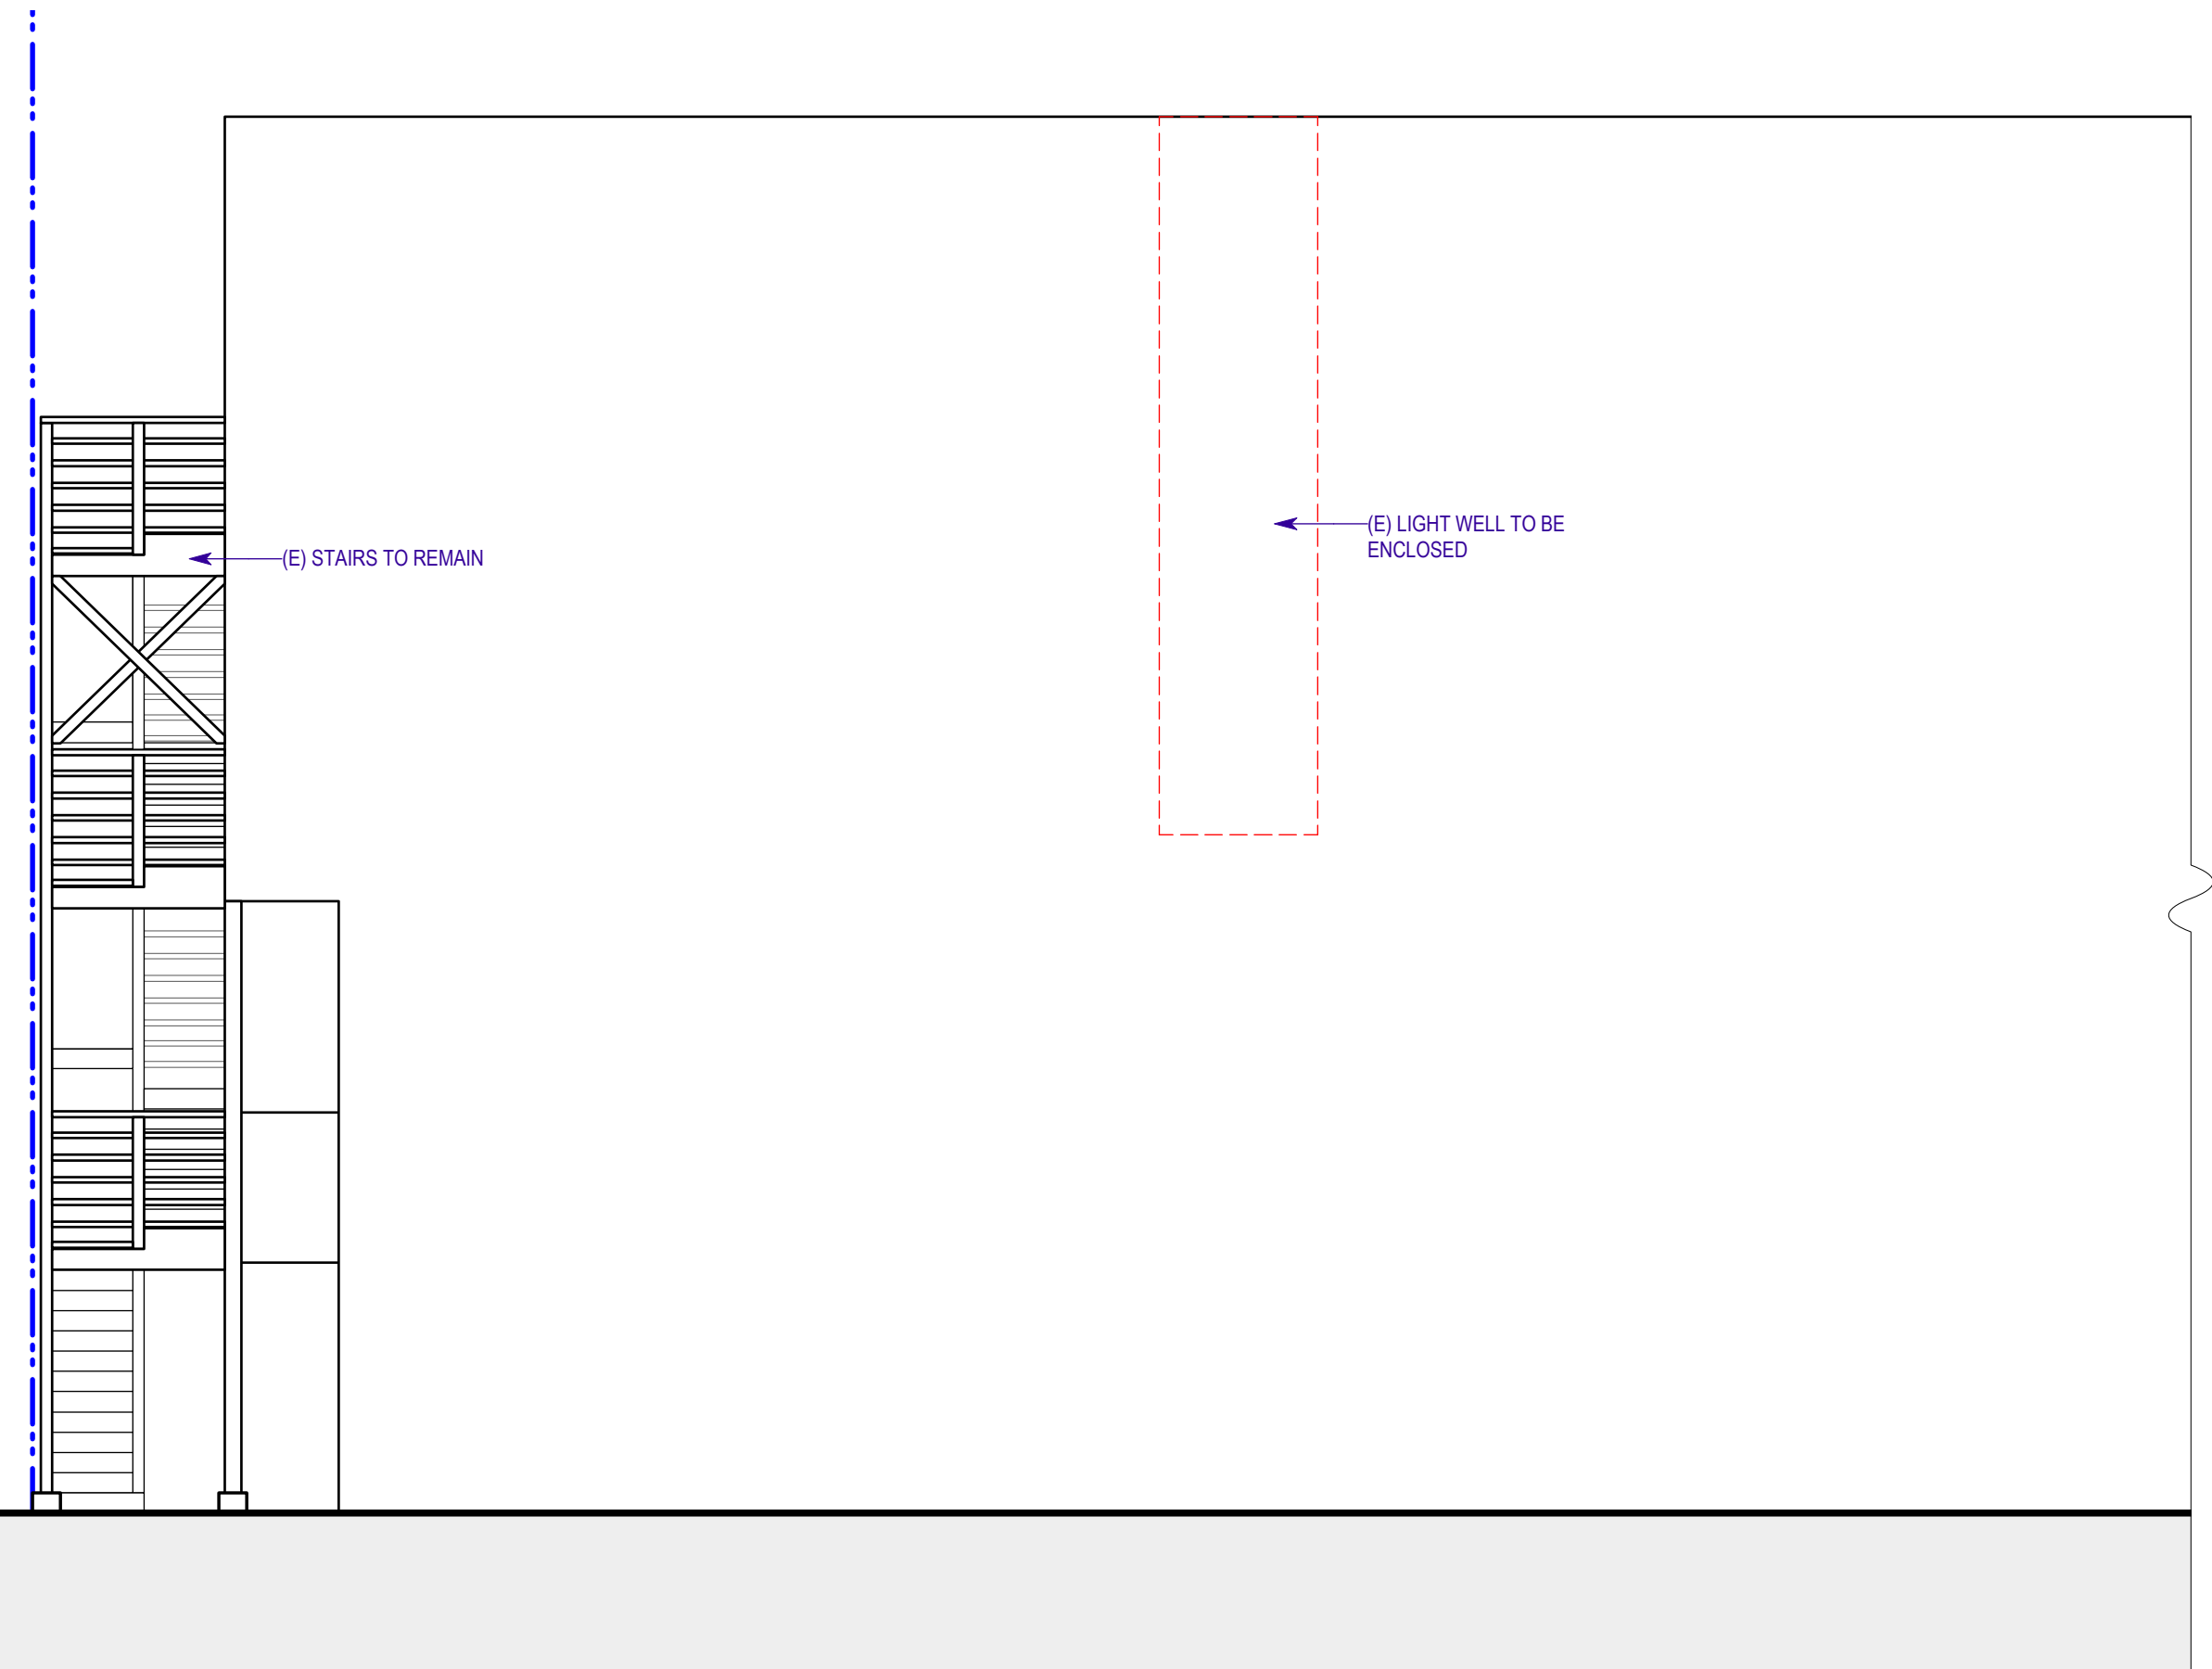 (E) LIGHT WELL TO BE
ENCLOSED
(E) STAIRS TO REMAIN